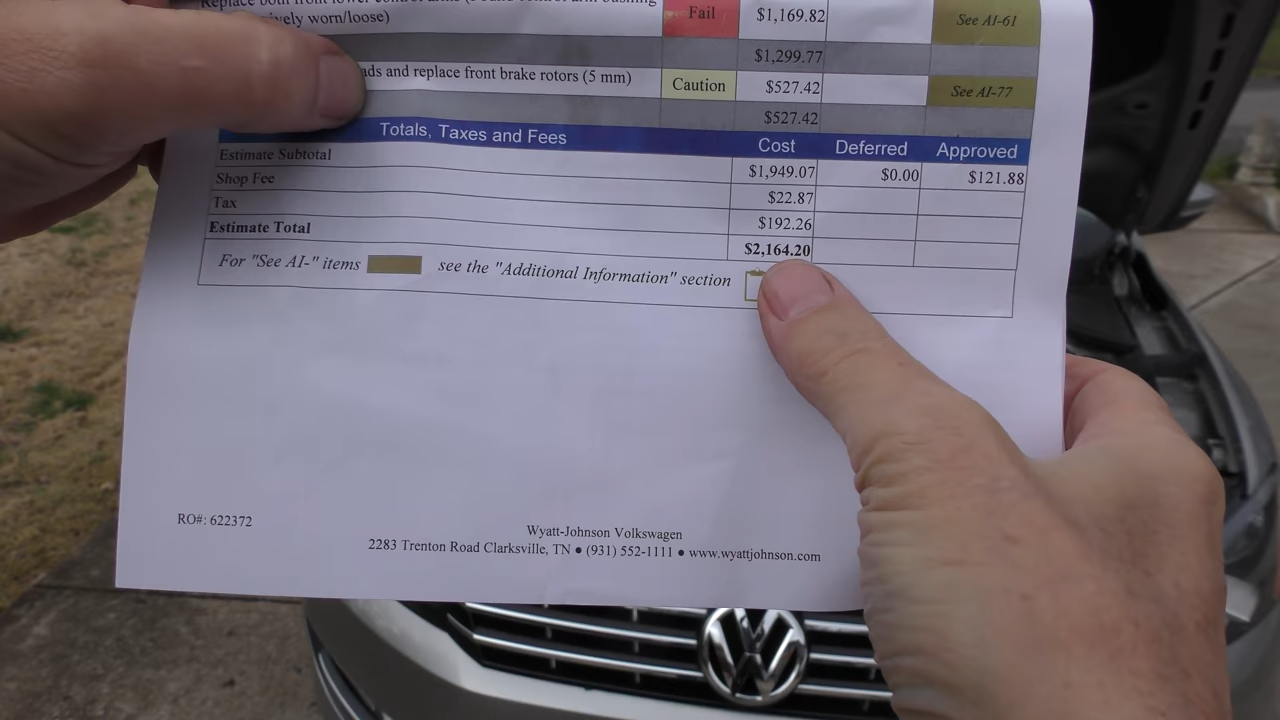 Replace both front lower control arms
ively worn/loose) Fail $1,169.82 See AI-61
$1,299.77
ads and replace front brake rotors (5 mm) Caution $527.42 See AI-77
$527.42
Totals, Taxes and Fees Cost Deferred Approved
Estimate Subtotal $1,949.07 $0.00 $121.88
Shop Fee $22.87
Tax $192.26
Estimate Total $2,164.20
For "See AI-" items see the "Additional Information" section
RO#: 622372
Wyatt-Johnson Volkswagen
2283 Trenton Road Clarksville, TN ● (931) 552-1111 ● www.wyattjohnson.com